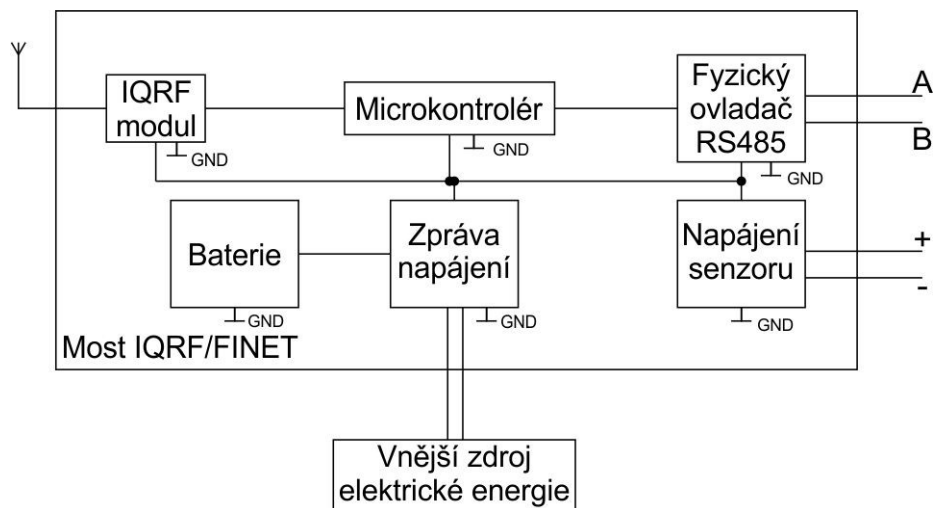 IQRF
modul
GND
Microkontrolér
GND
Fyzický
ovladač
RS485
GND
A
B
Baterie
GND
Zpráva
napájení
GND
Napájení
senzoru
GND
+
-
Most IQRF/FINET
Vnější zdroj
elektrické energie